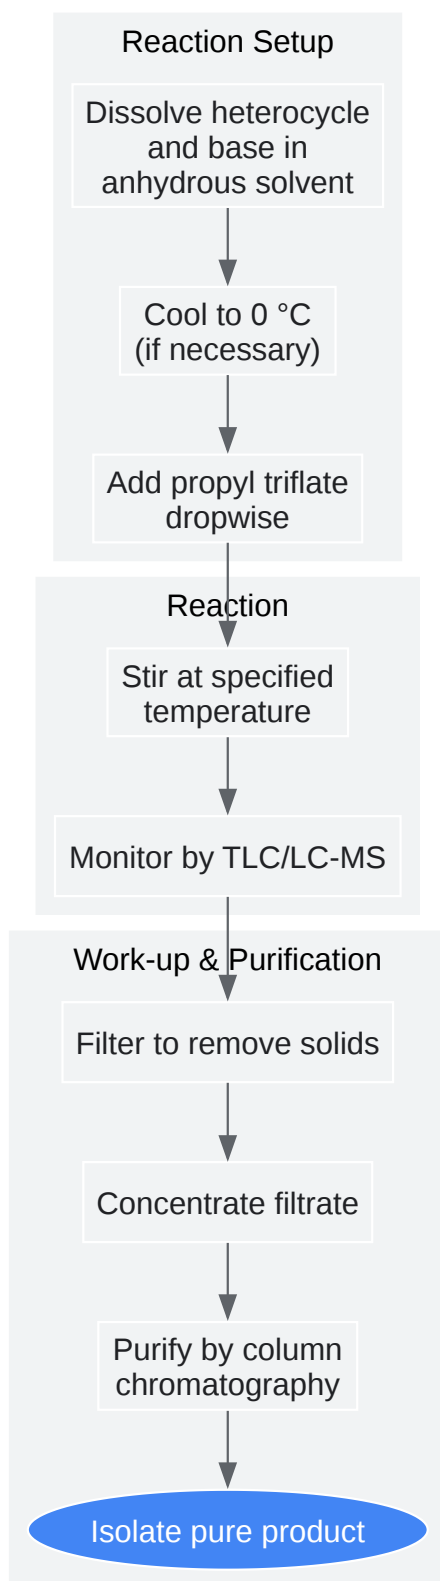 Reaction Setup
Dissolve heterocycle
and base in
anhydrous solvent
Cool to 0 °C
(if necessary)
Add propyl triflate
dropwise
Reaction
Stir at specified
temperature
Monitor by TLC/LC-MS
Work-up & Purification
Filter to remove solids
Concentrate filtrate
Purify by column
chromatography
Isolate pure product